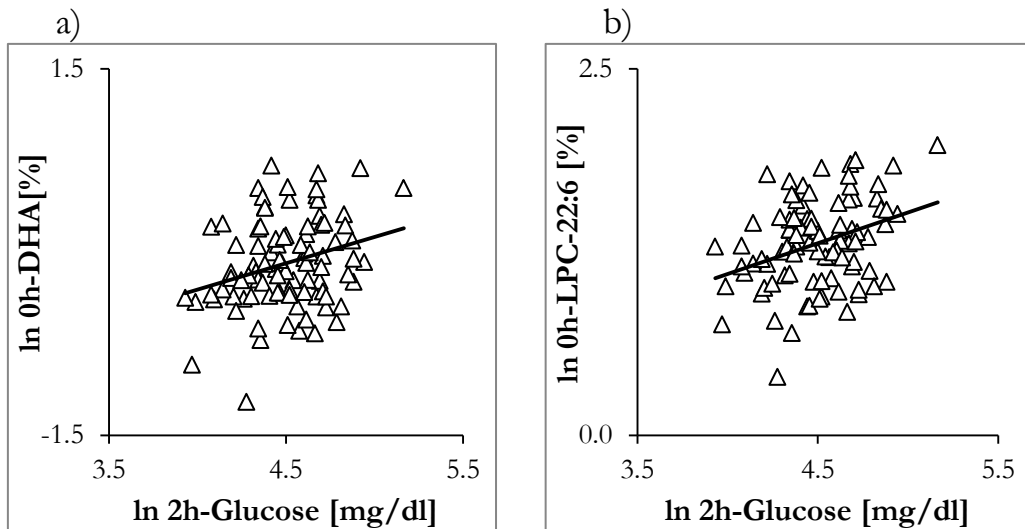 a)
1.5
ln 0h-DHA[%]
-1.5
3.5
4.5
5.5
ln 2h-Glucose [mg/dl]
b)
2.5
ln 0h-LPC-22:6 [%]
0.0
3.5
4.5
5.5
ln 2h-Glucose [mg/dl]